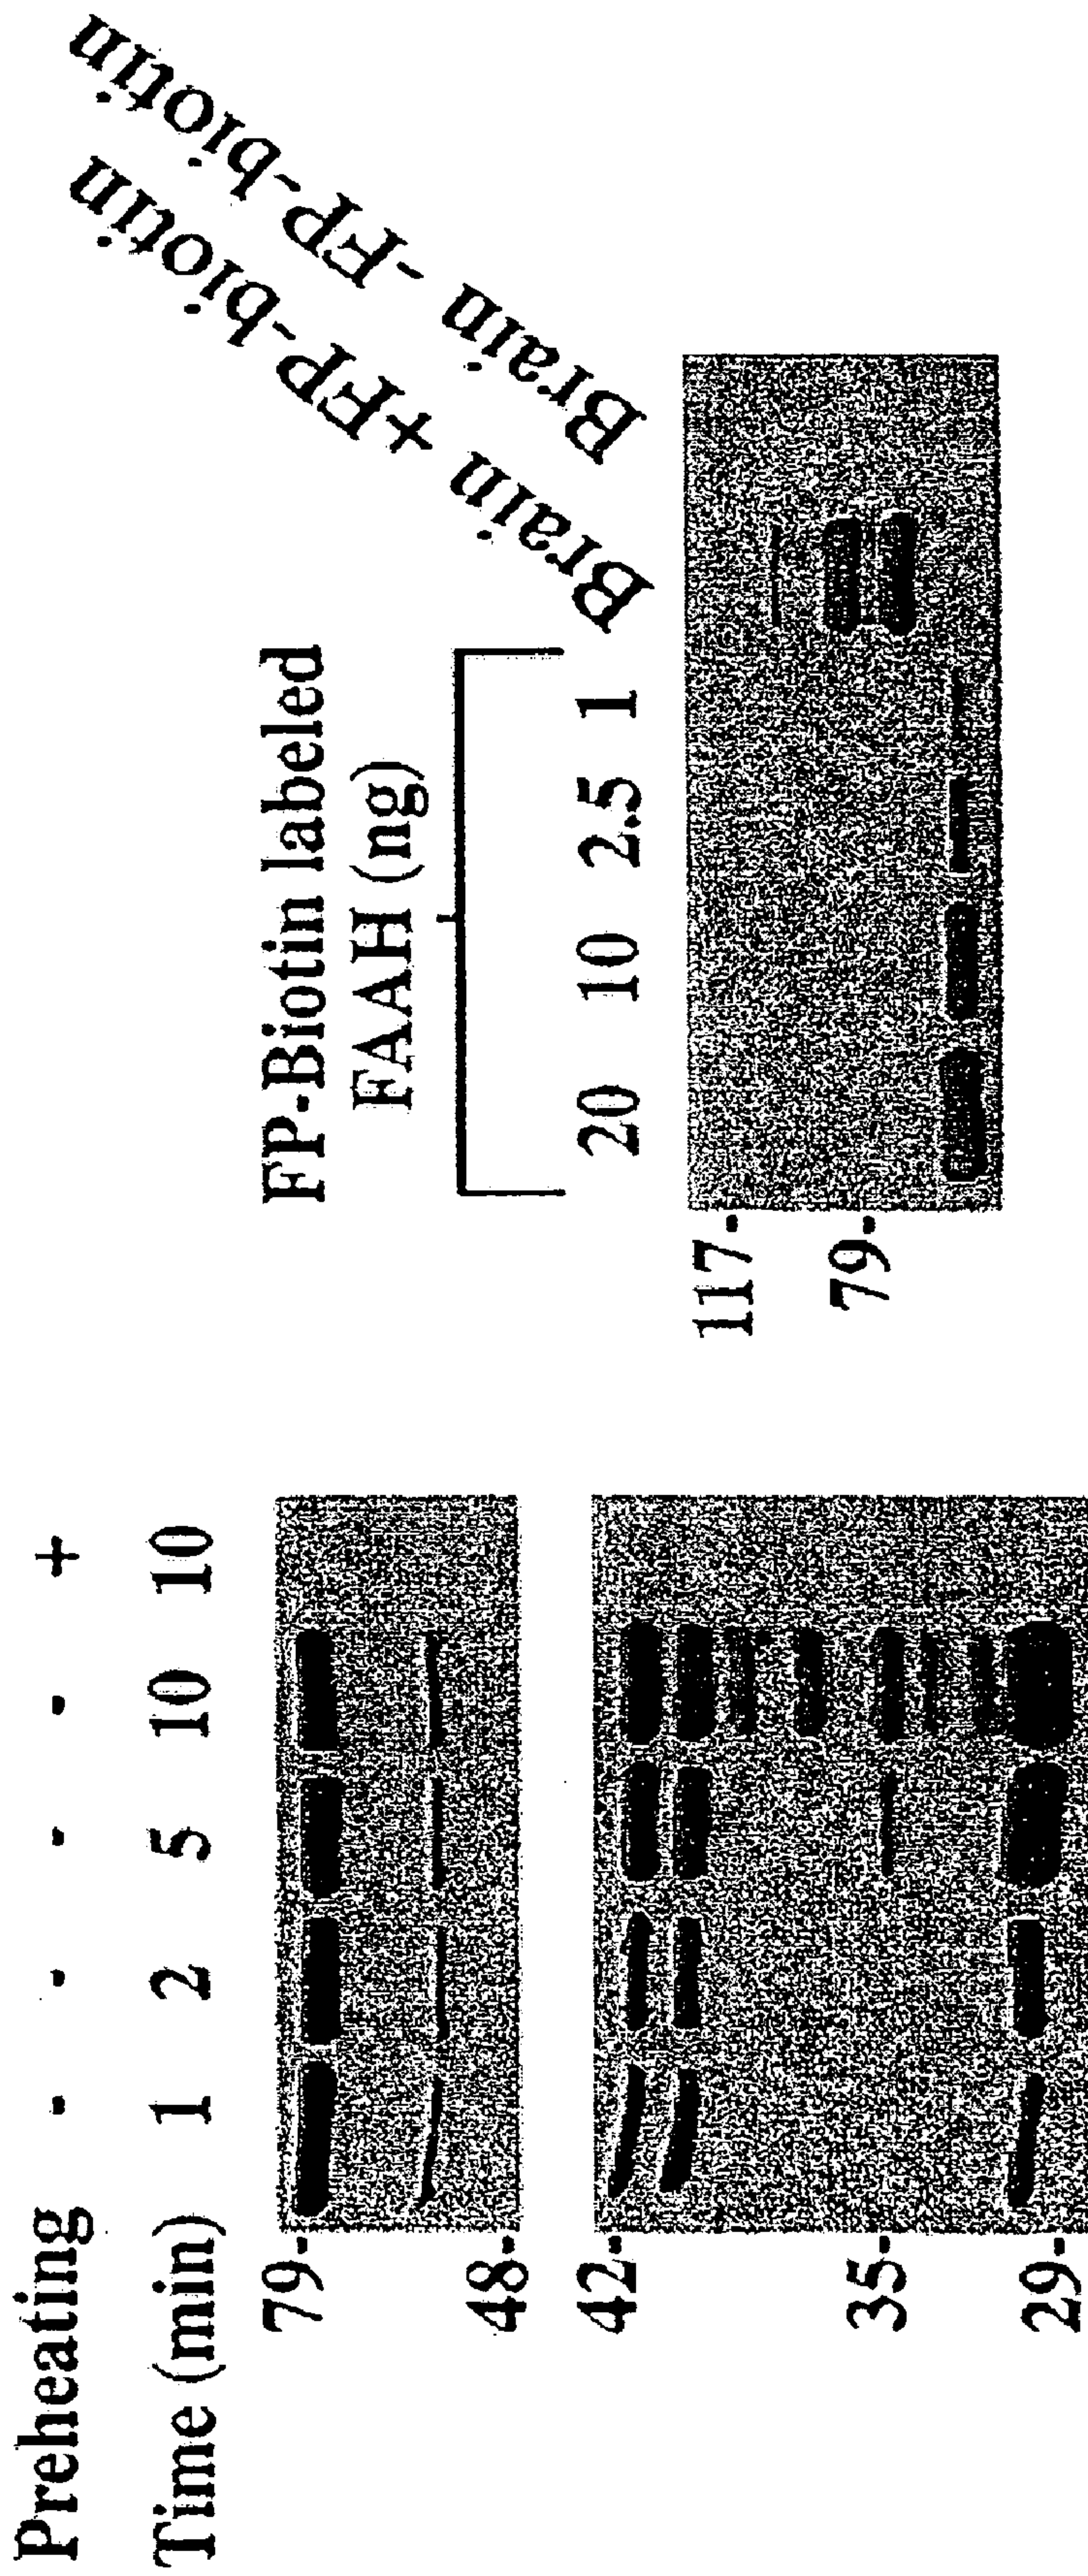 Preheating - - - - +
Time (min) 1 2 5 10 10
79-
48-
42-
35-
29-
FP-Biotin labeled
FAAH (ng)
20 10 2.5 1
Brain +FP-biotin
Brain -FP-biotin
117-
79-